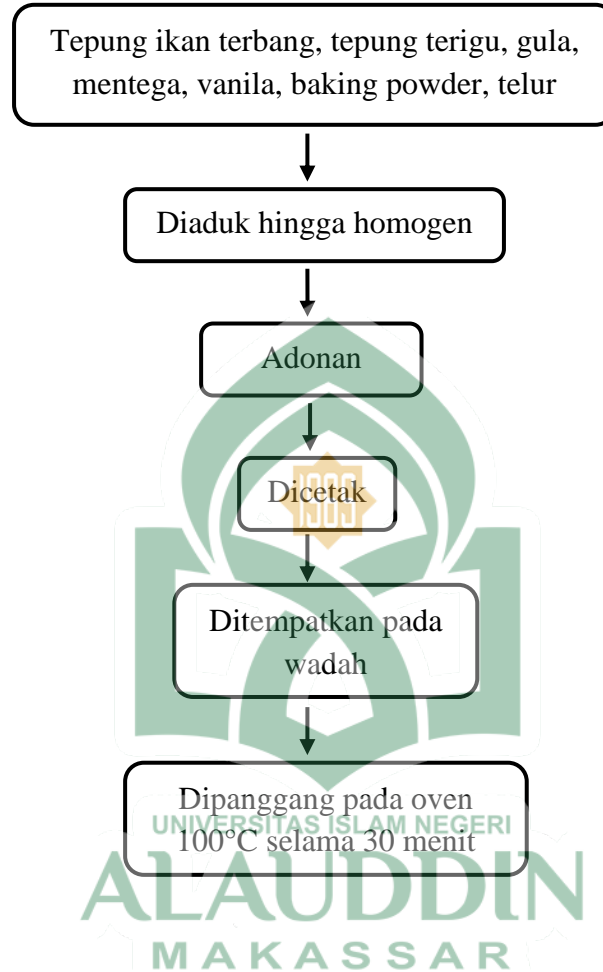 Tepung ikan terbang, tepung terigu, gula,
mentega, vanila, baking powder, telur
Diaduk hingga homogen
Adonan
Dicetak
1989
Ditempatkan pada
wadah
Dipanggang pada oven
UNIVERSITAS ISLAM NEGERI
100°C selama 30 menit
ALAUDDIN
MAKASSAR